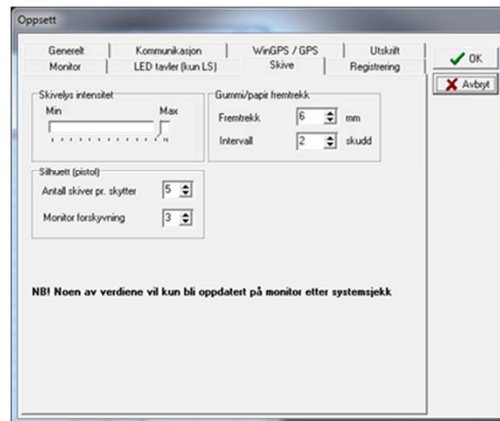 Oppsett
Generelt Kommunikasjon WinGPS / GPS Utskrift
Monitor LED tavler (kun LS) Skive Registrering
OK
Avbryt
Skivelys intensitet
Min Max
Gummi/papir fremtrekk
Fremtrekk 6 mm
Intervall 2 skudd
Silhuett (pistol)
Antall skiver pr. skytter 5
Monitor forskyvning 3
NB! Noen av verdiene vil kun bli oppdatert på monitor etter systemsjekk